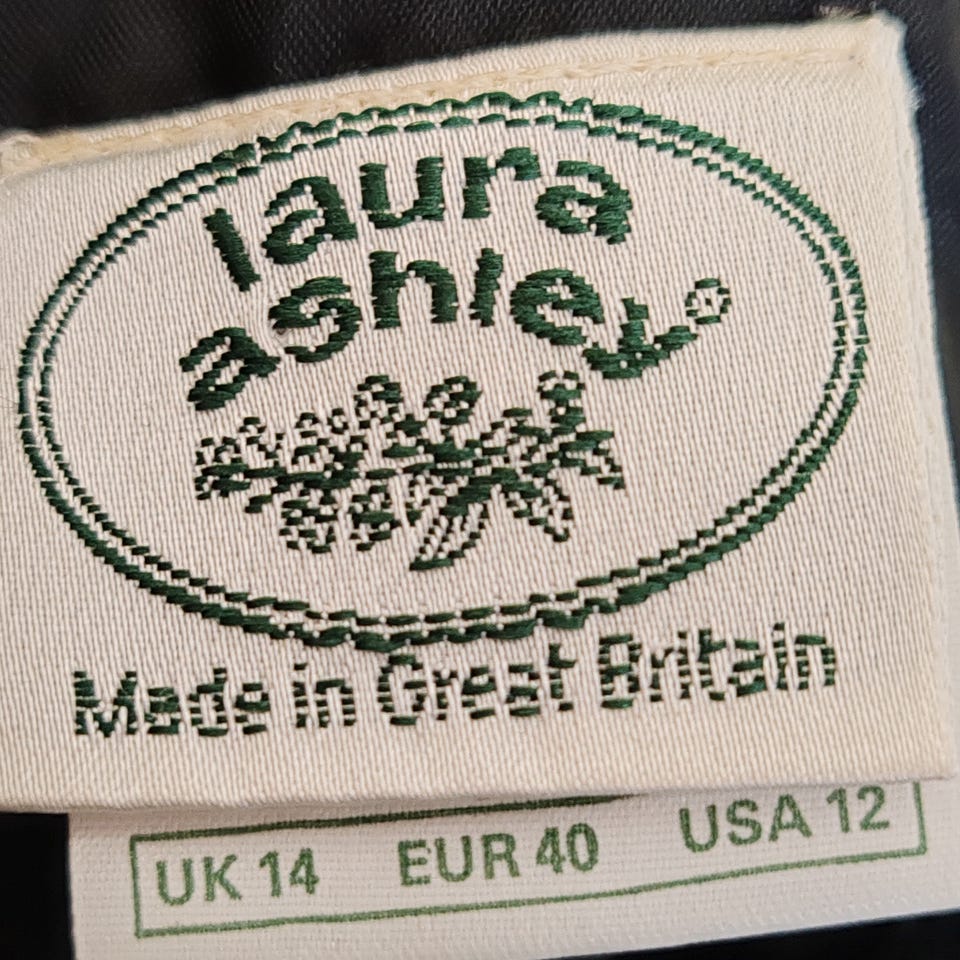 laura
ashley®
Made in Great Britain
UK 14 EUR 40 USA 12